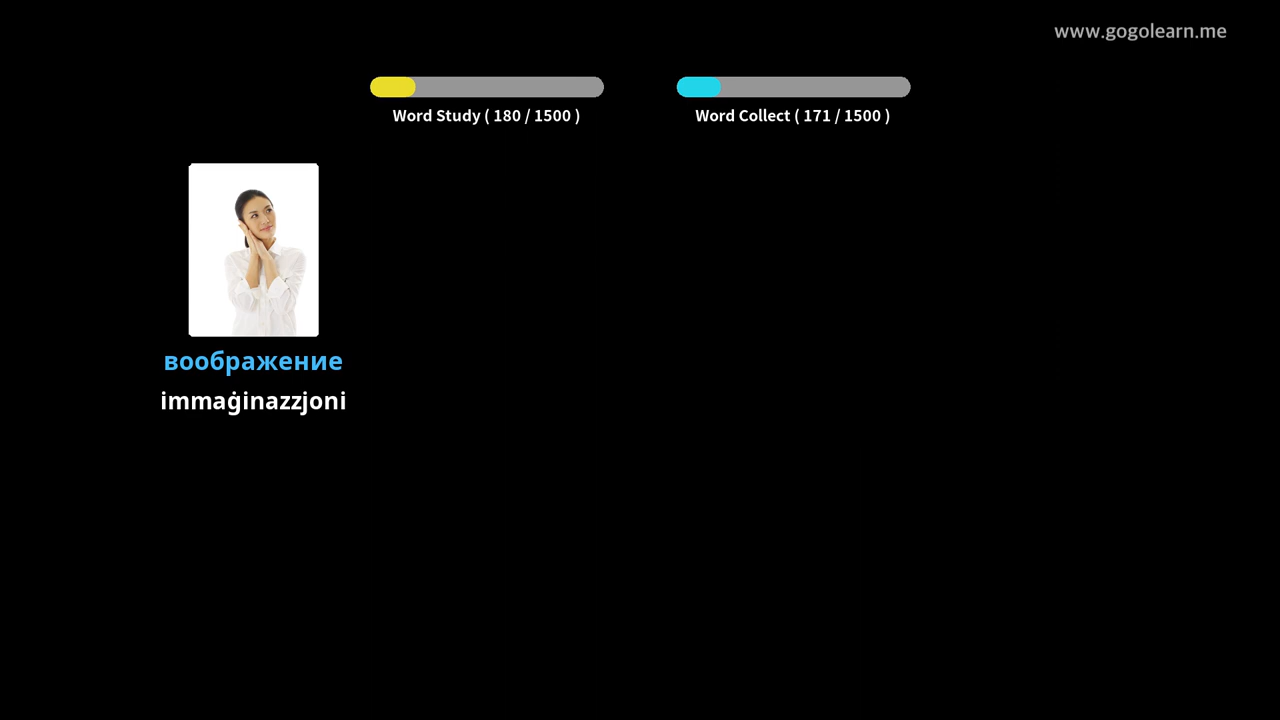 www.gogolearn.me
Word Study ( 180 / 1500 )
Word Collect ( 171 / 1500 )
воображение
immaġinazzjoni